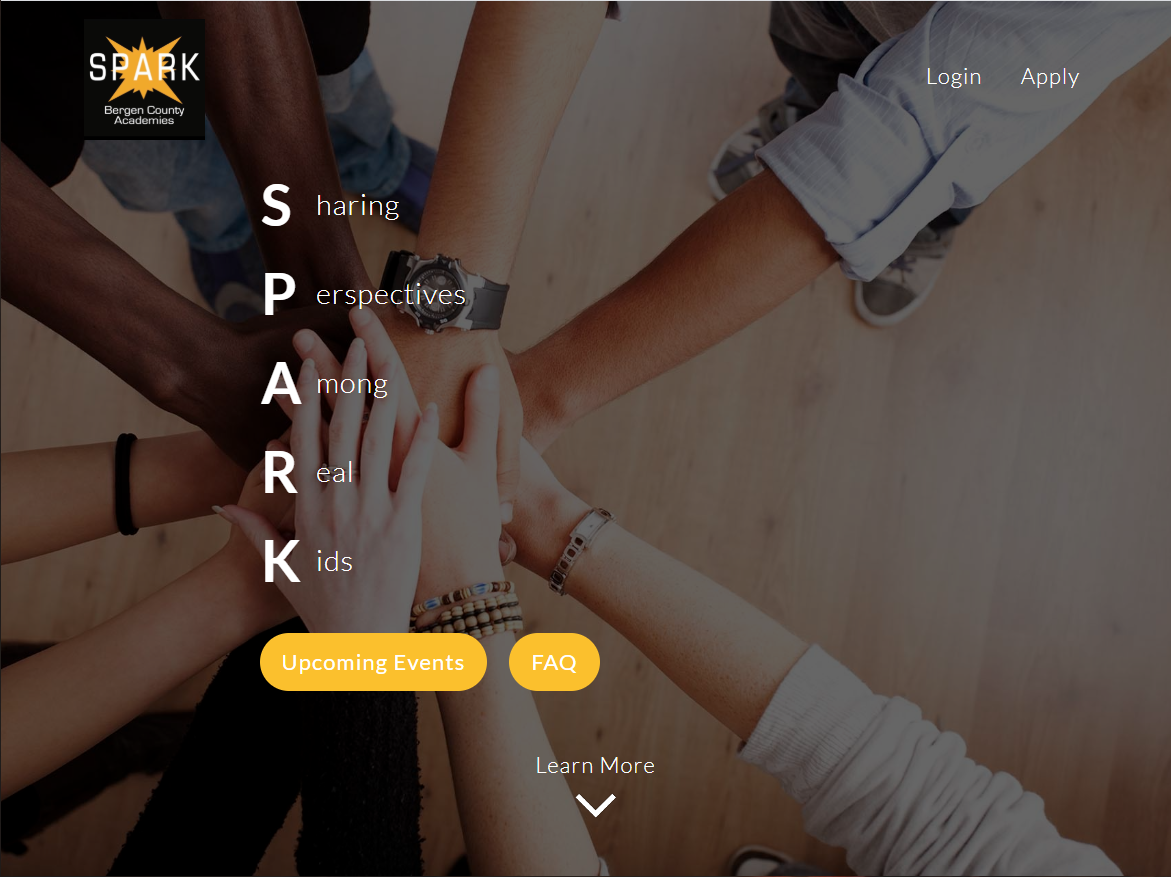 SPARK
Bergen County
Academies
Login Apply
S haring
P erspectives
A mong
R eal
K ids
Upcoming Events FAQ
Learn More